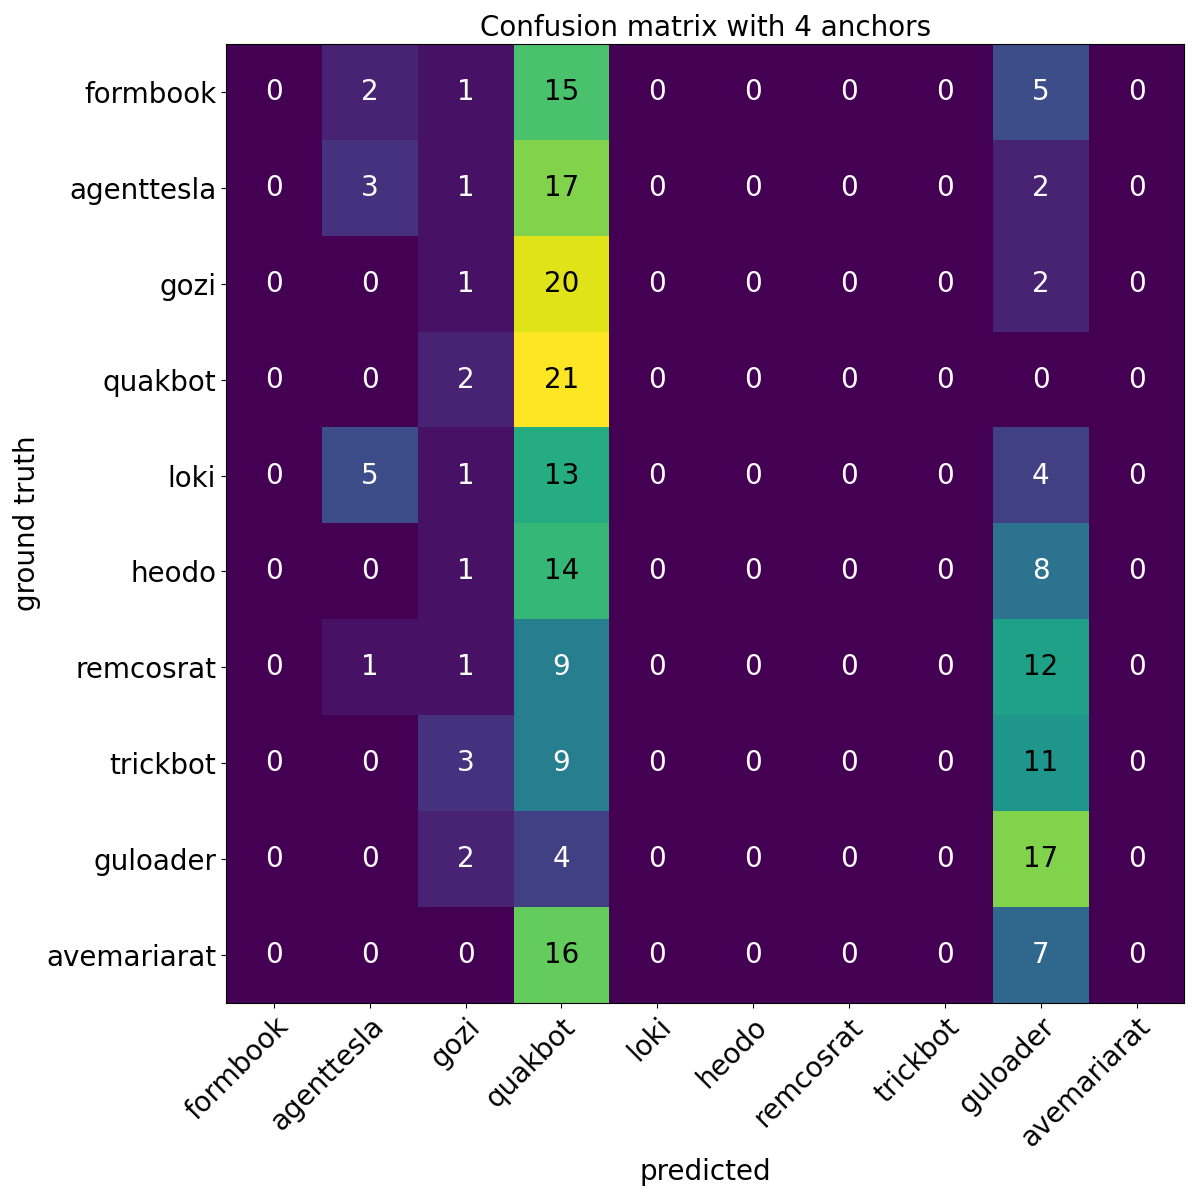 Confusion matrix with 4 anchors
formbook 0 2 1 15 0 0 0 0 5 0
agenttesla 0 3 1 17 0 0 0 0 2 0
gozi 0 0 1 20 0 0 0 0 2 0
quakbot 0 0 2 21 0 0 0 0 0 0
loki 0 5 1 13 0 0 0 0 4 0
heodo 0 0 1 14 0 0 0 0 8 0
remcosrat 0 1 1 9 0 0 0 0 12 0
trickbot 0 0 3 9 0 0 0 0 11 0
guloader 0 0 2 4 0 0 0 0 17 0
avemariarat 0 0 0 16 0 0 0 0 7 0
ground truth
formbook agenttesla gozi quakbot loki heodo remcosrat trickbot guloader avemariarat
predicted